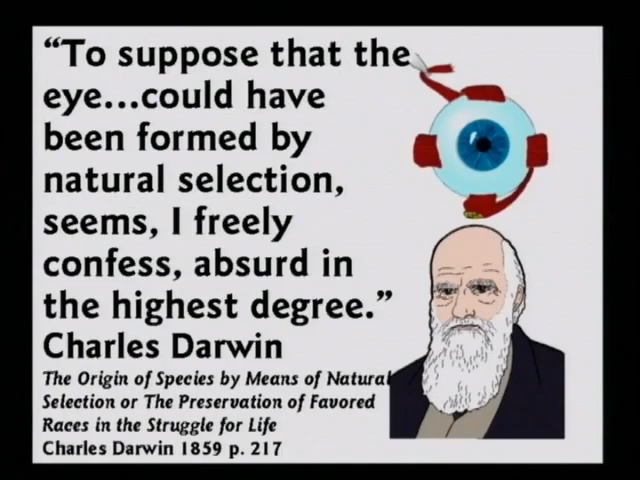 “To suppose that the
eye...could have
been formed by
natural selection,
seems, I freely
confess, absurd in
the highest degree.”
Charles Darwin
The Origin of Species by Means of Natural
Selection or The Preservation of Favored
Races in the Struggle for Life
Charles Darwin 1859 p. 217